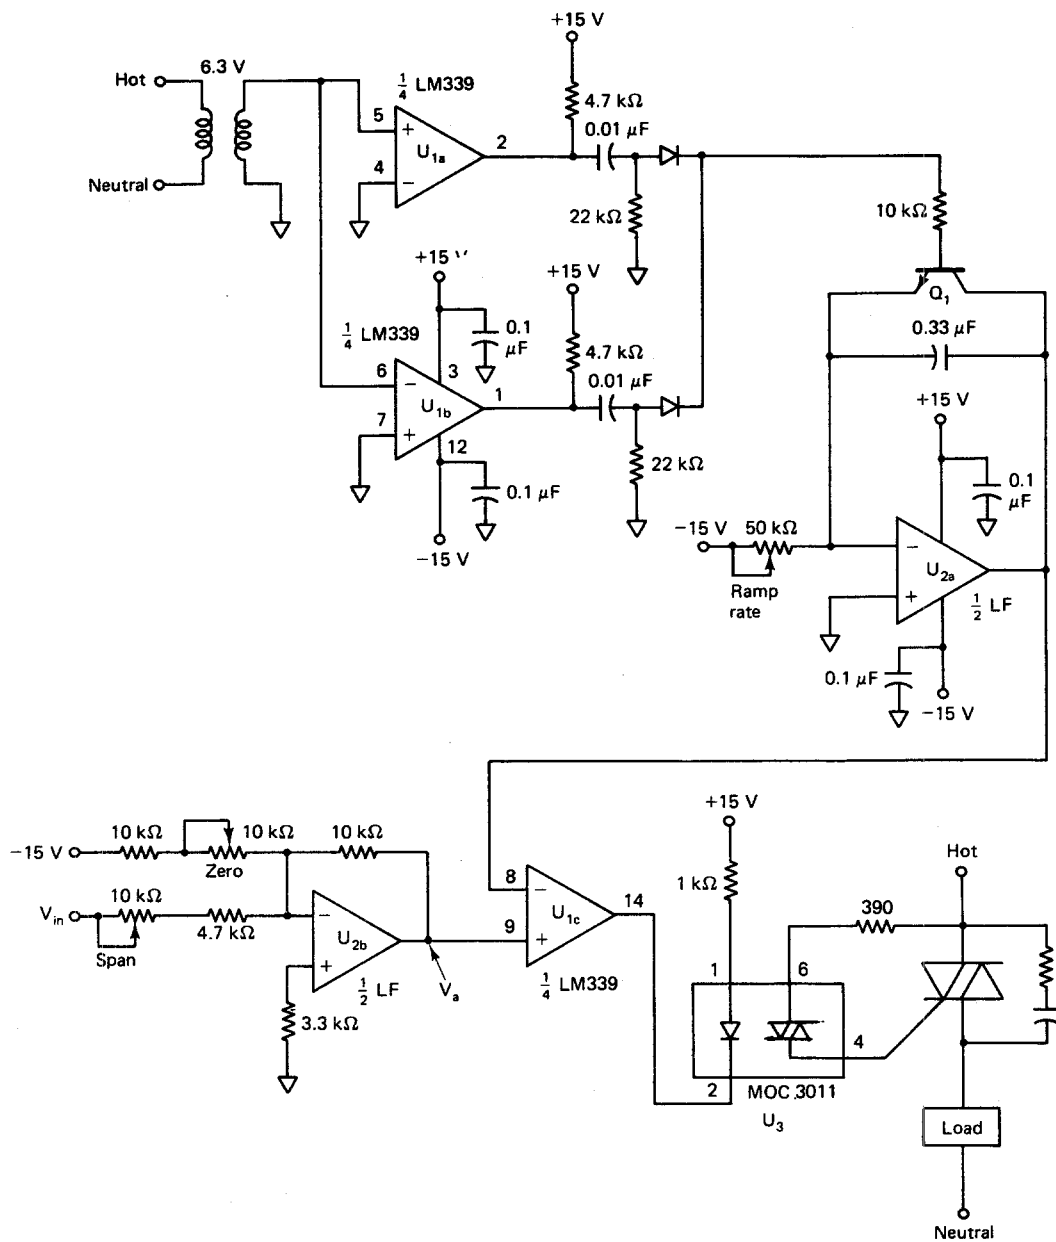 +15 V
6.3 V
Hot
Neutral
1/4 LM339
5
4
+
−
U1a
2
4.7 kΩ
0.01 μF
22 kΩ
10 kΩ
Q1
0.33 μF
+15 V
0.1 μF
1/4 LM339
6
7
−
+
U1b
3
12
1
0.1 μF
−15 V
+15 V
4.7 kΩ
0.01 μF
22 kΩ
+15 V
0.1 μF
−15 V
50 kΩ
Ramp rate
−
+
U2a
1/2 LF
0.1 μF
−15 V
−15 V
10 kΩ
10 kΩ
Zero
10 kΩ
Vin
10 kΩ
Span
4.7 kΩ
−
+
U2b
1/2 LF
3.3 kΩ
Va
8
9
−
+
U1c
14
1/4 LM339
+15 V
1 kΩ
1
2
6
4
MOC 3011
U3
390
Hot
Load
Neutral